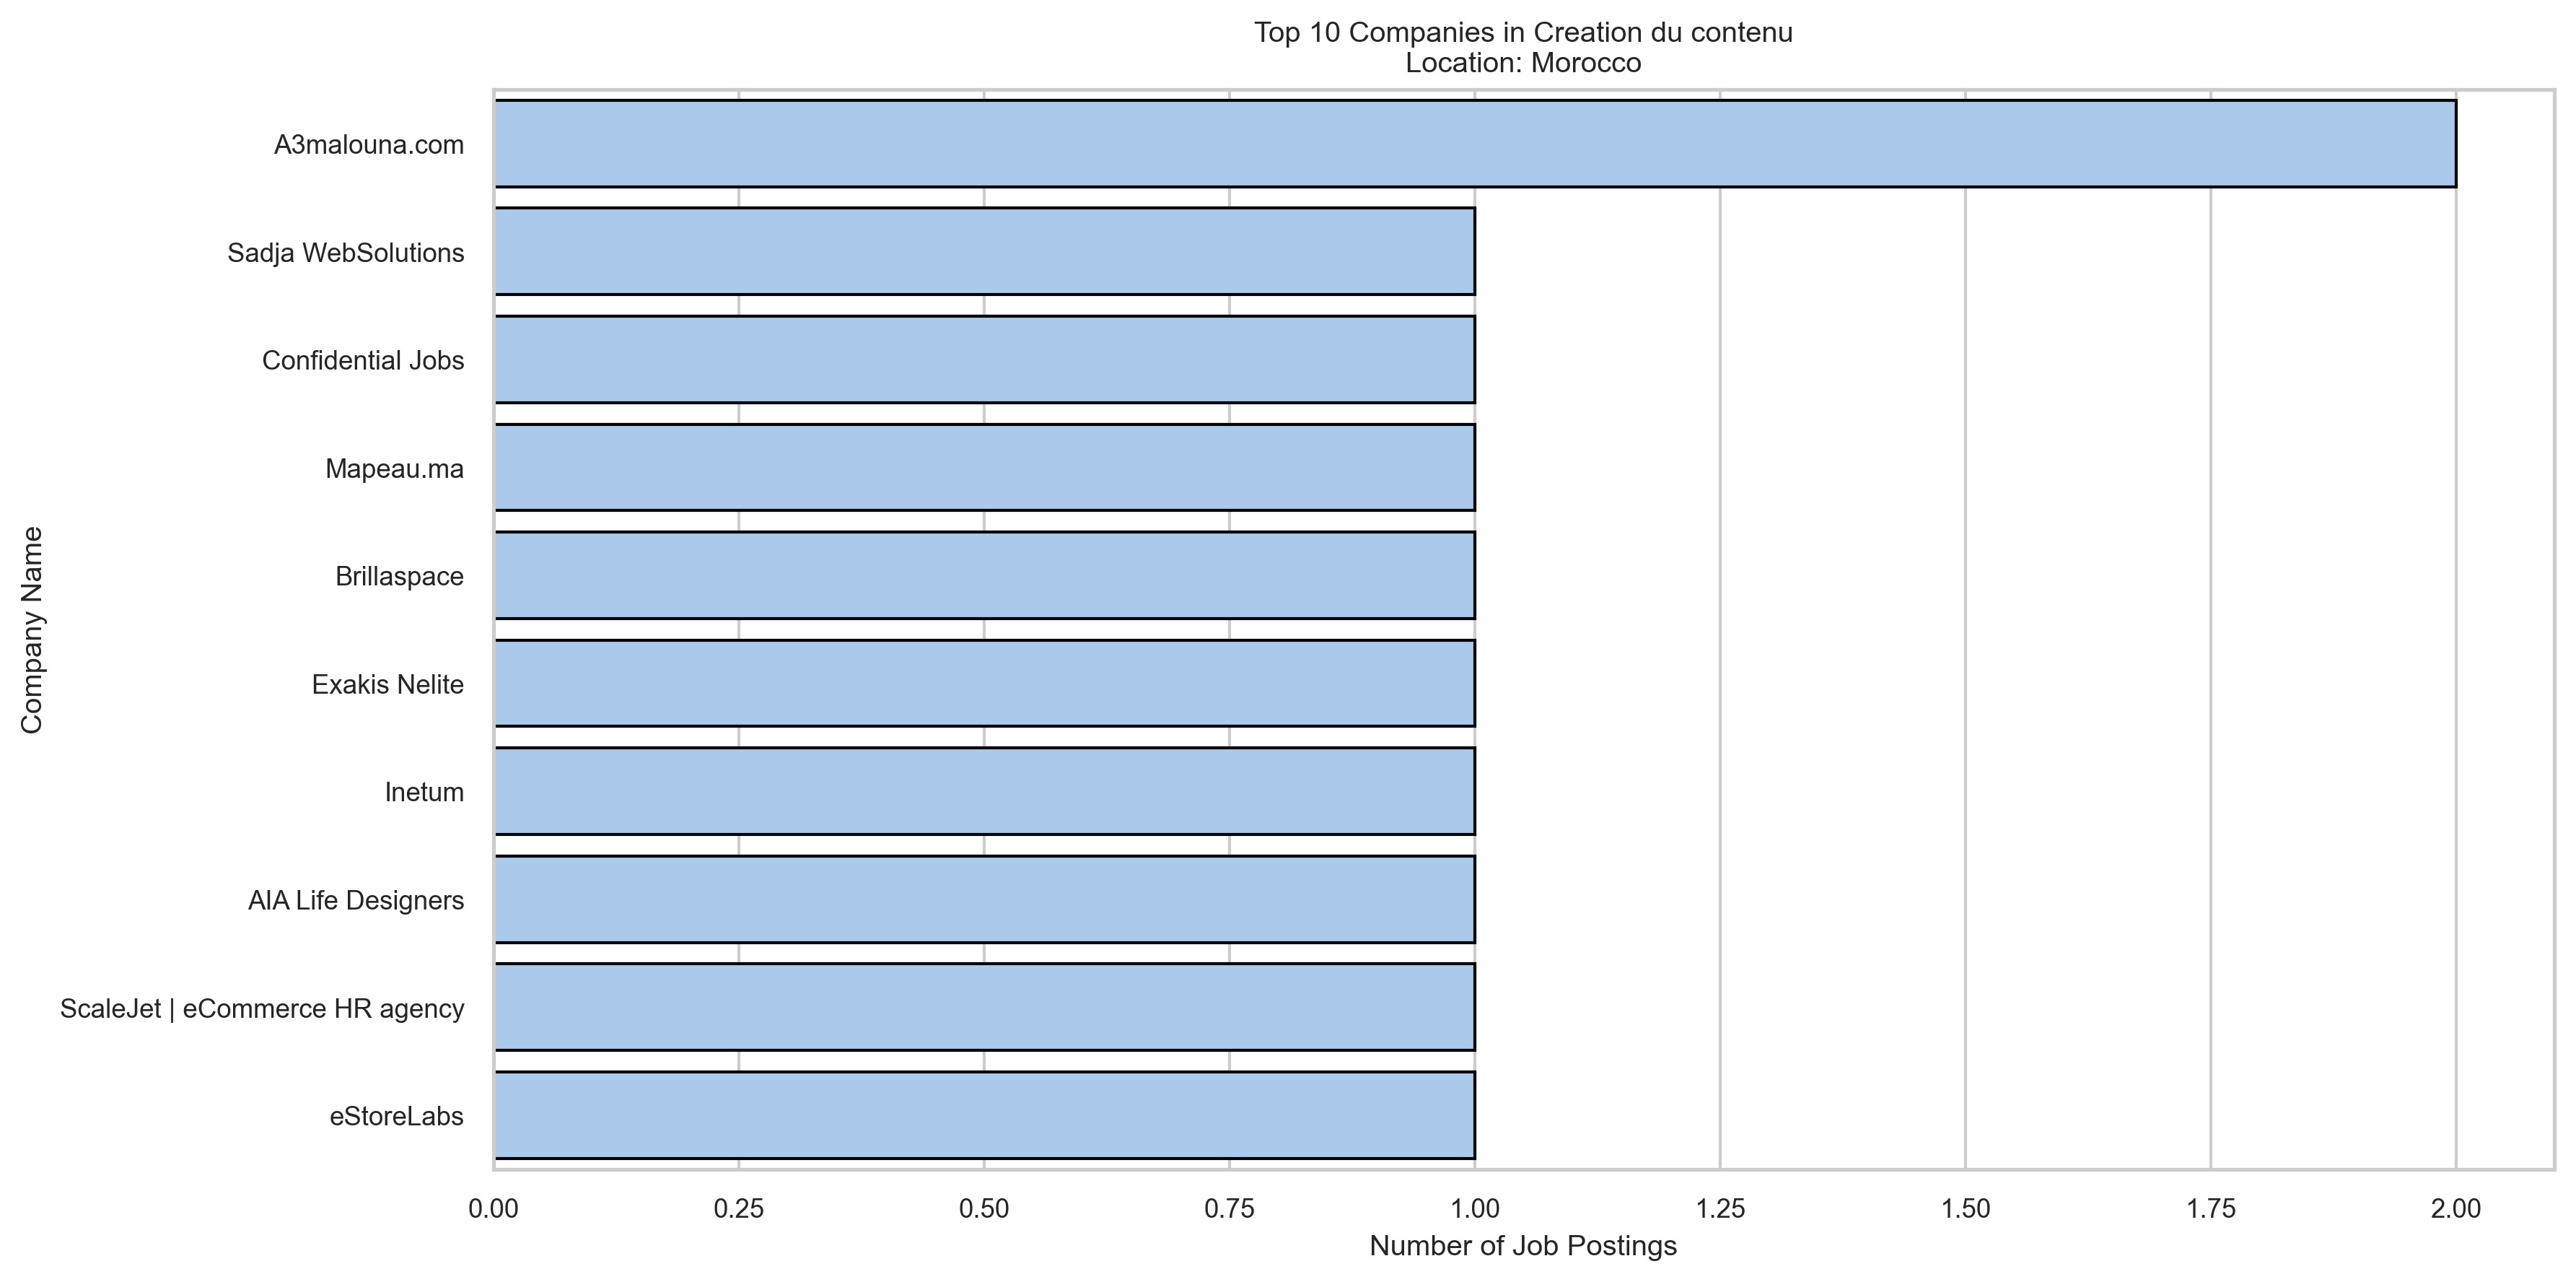 Top 10 Companies in Creation du contenu
Location: Morocco
Company Name
A3malouna.com
Sadja WebSolutions
Confidential Jobs
Mapeau.ma
Brillaspace
Exakis Nelite
Inetum
AIA Life Designers
ScaleJet | eCommerce HR agency
eStoreLabs
0.00 0.25 0.50 0.75 1.00 1.25 1.50 1.75 2.00
Number of Job Postings